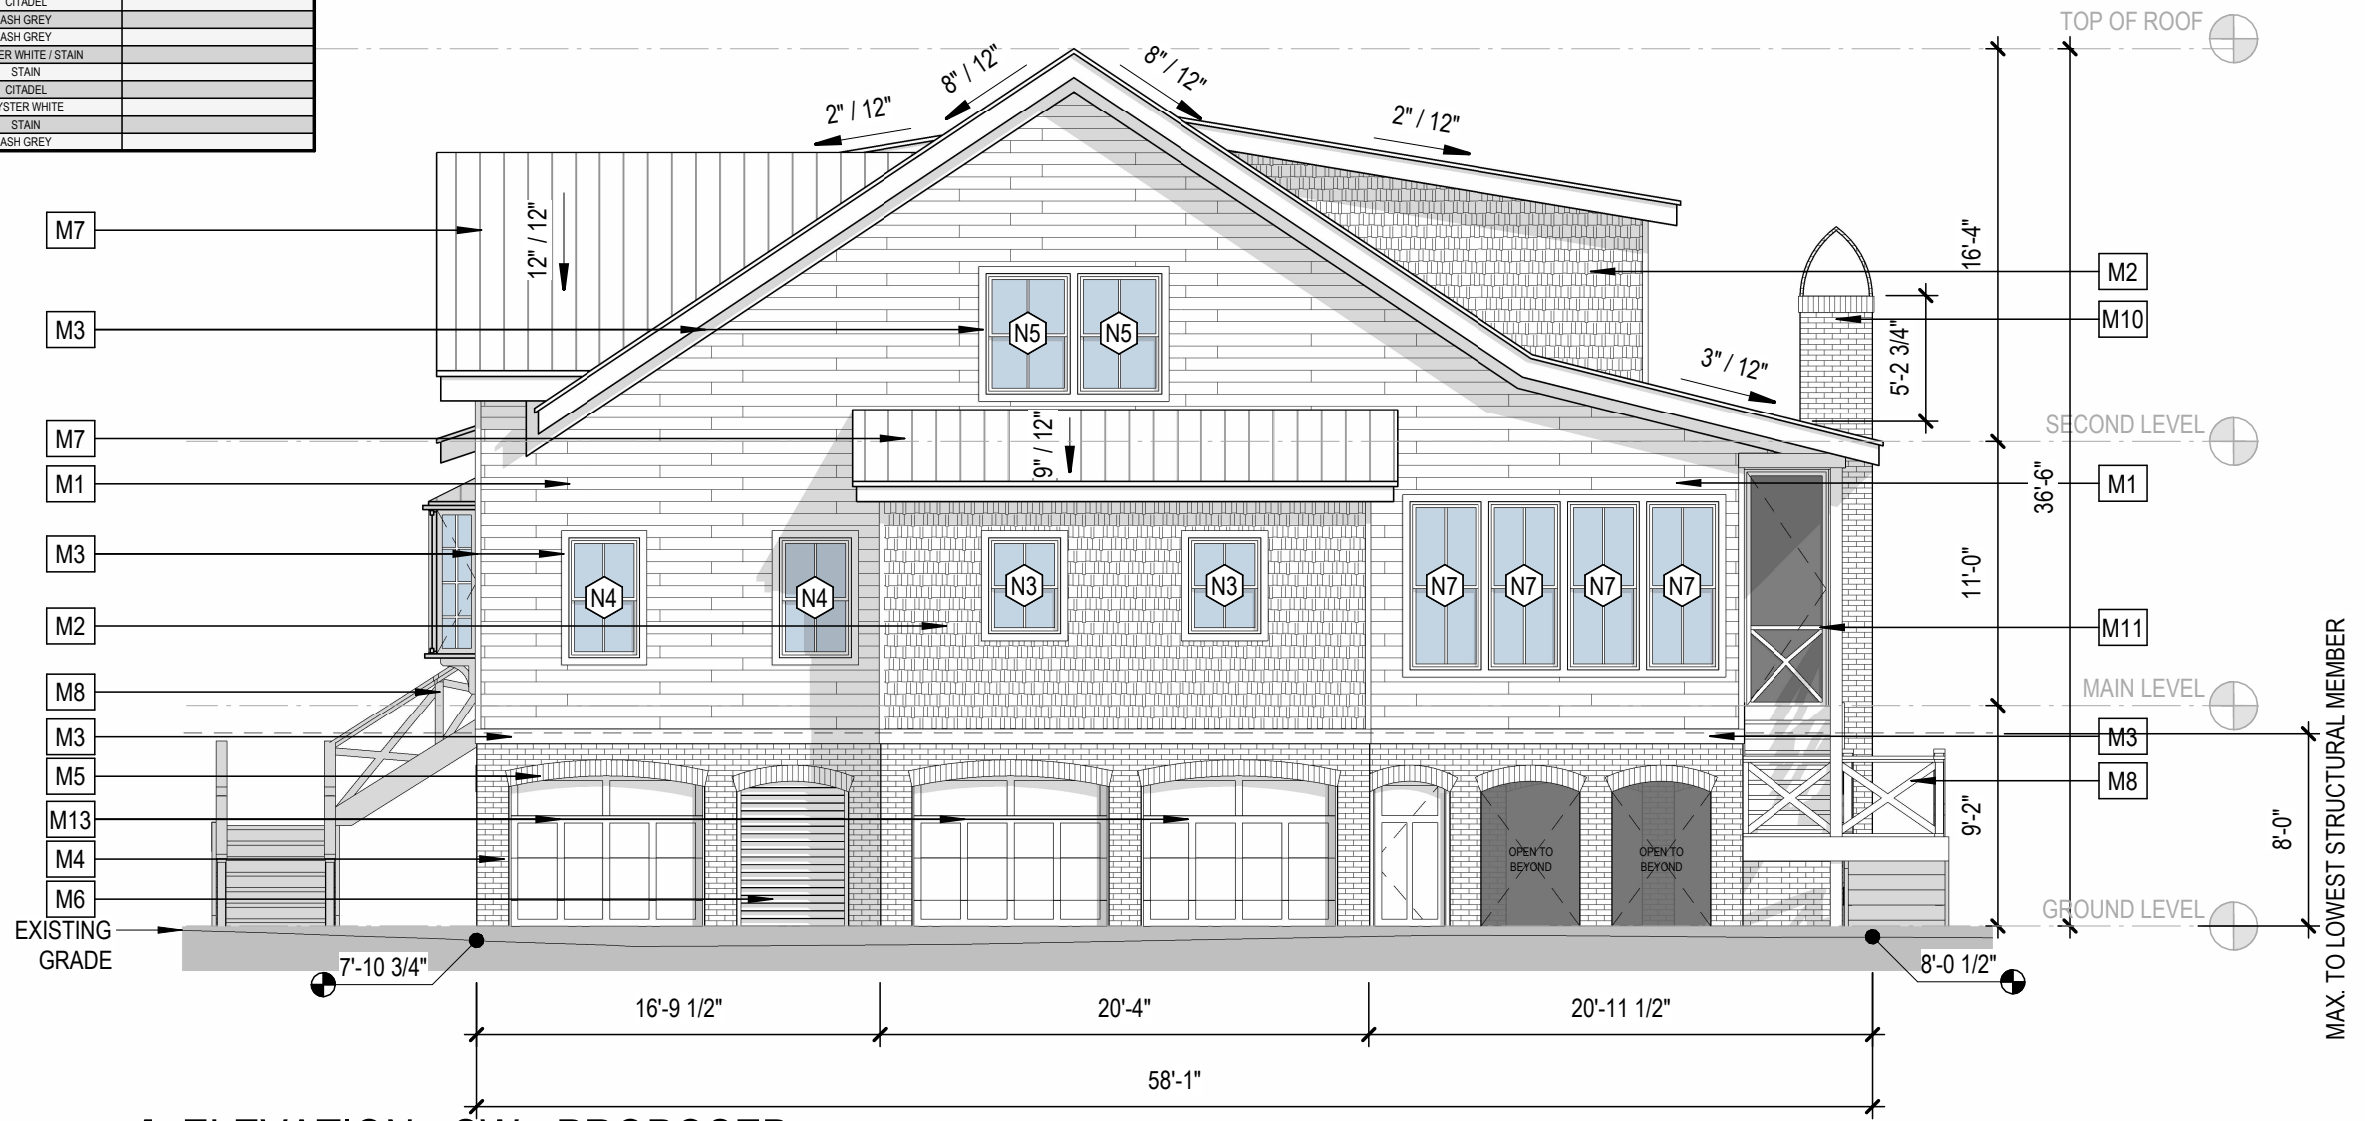 CITADEL
ASH GREY
ASH GREY
ER WHITE / STAIN
STAIN
CITADEL
YSTER WHITE
STAIN
ASH GREY
TOP OF ROOF
8" / 12"
8" / 12"
2" / 12"
2" / 12"
M7
12" / 12"
16'-4"
M2
M3
N5
N5
M10
5'-2 3/4"
3" / 12"
M7
9" / 12"
SECOND LEVEL
M1
M1
36'-6"
M3
N4
N4
N3
N3
N7
N7
N7
N7
11'-0"
M2
M11
M8
MAIN LEVEL
M3
M3
M5
M8
M13
9'-2"
8'-0"
MAX. TO LOWEST STRUCTURAL MEMBER
M4
OPEN TO
BEYOND
OPEN TO
BEYOND
M6
GROUND LEVEL
EXISTING
GRADE
7'-10 3/4"
8'-0 1/2"
16'-9 1/2"
20'-4"
20'-11 1/2"
58'-1"
ELEVATION - SW - PROPOSED